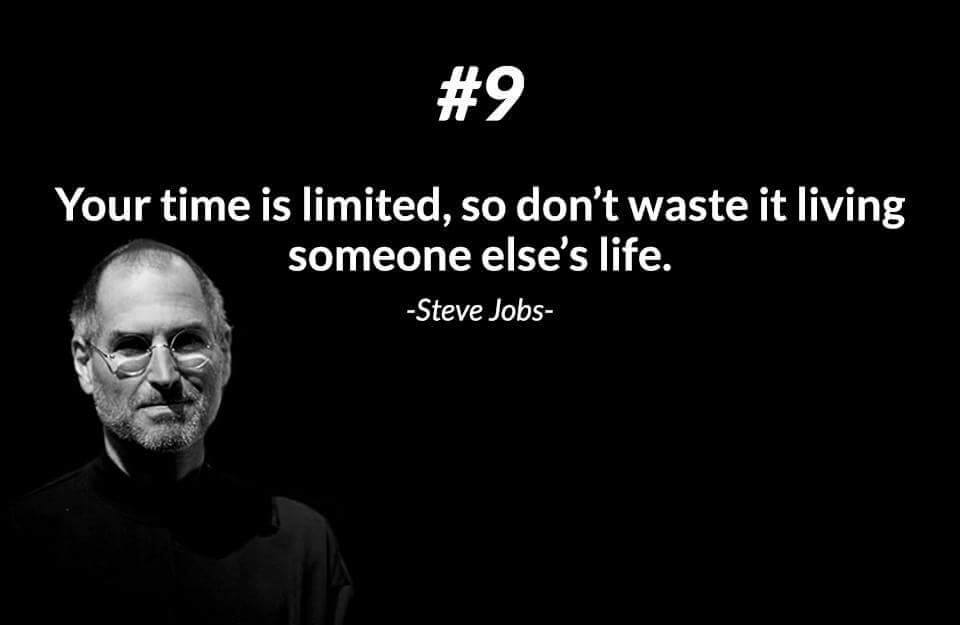 #9
Your time is limited, so don’t waste it living
someone else’s life.
-Steve Jobs-